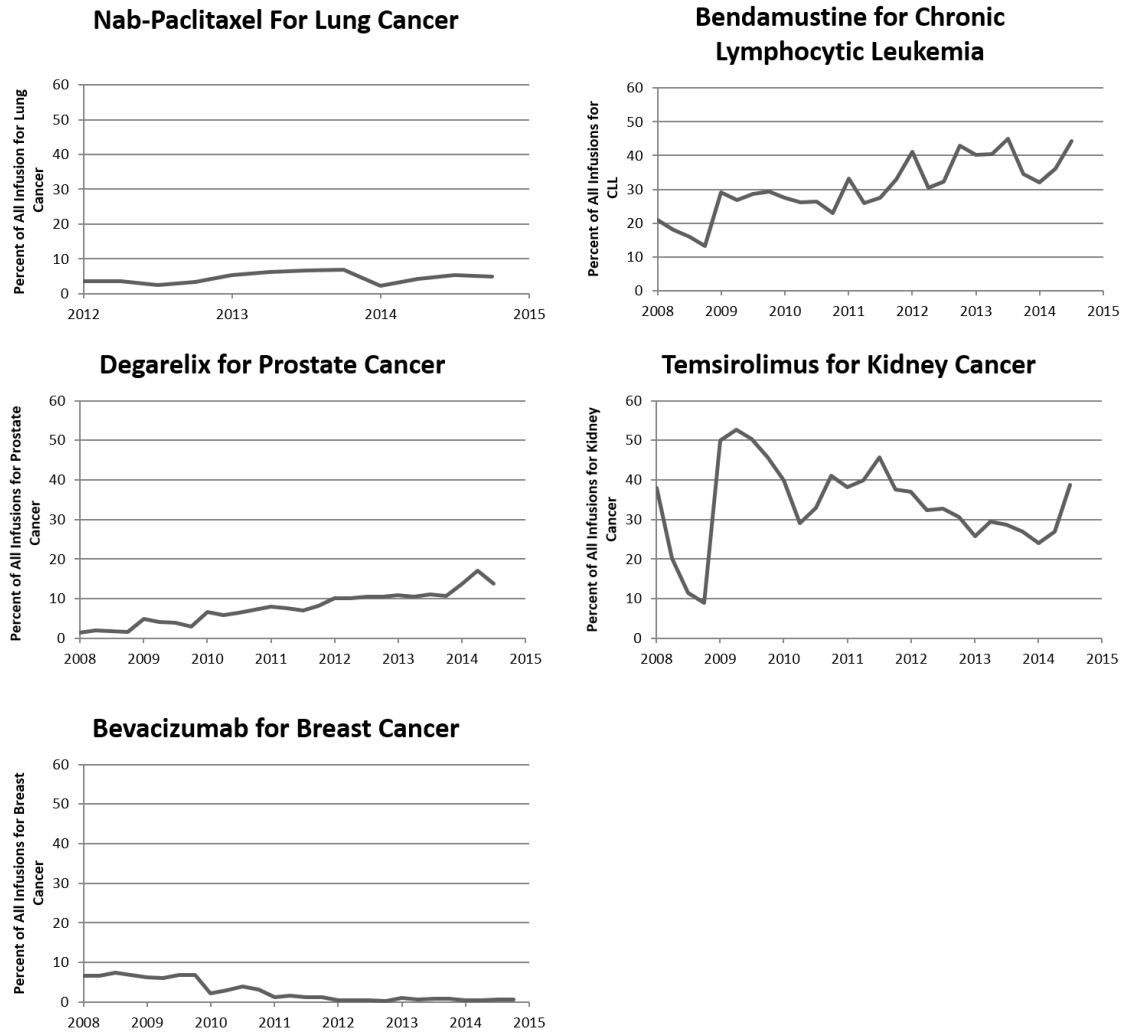 Nab-Paclitaxel For Lung Cancer
Percent of All Infusion for Lung
Cancer
60
50
40
30
20
10
0
2012 2013 2014 2015
Bendamustine for Chronic
Lymphocytic Leukemia
Percent of All Infusions for
CLL
60
50
40
30
20
10
0
2008 2009 2010 2011 2012 2013 2014 2015
Degarelix for Prostate Cancer
Percent of All Infusions for Prostate
Cancer
60
50
40
30
20
10
0
2008 2009 2010 2011 2012 2013 2014 2015
Temsirolimus for Kidney Cancer
Percent of All Infusions for Kidney
Cancer
60
50
40
30
20
10
0
2008 2009 2010 2011 2012 2013 2014 2015
Bevacizumab for Breast Cancer
Percent of All Infusions for Breast
Cancer
60
50
40
30
20
10
0
2008 2009 2010 2011 2012 2013 2014 2015